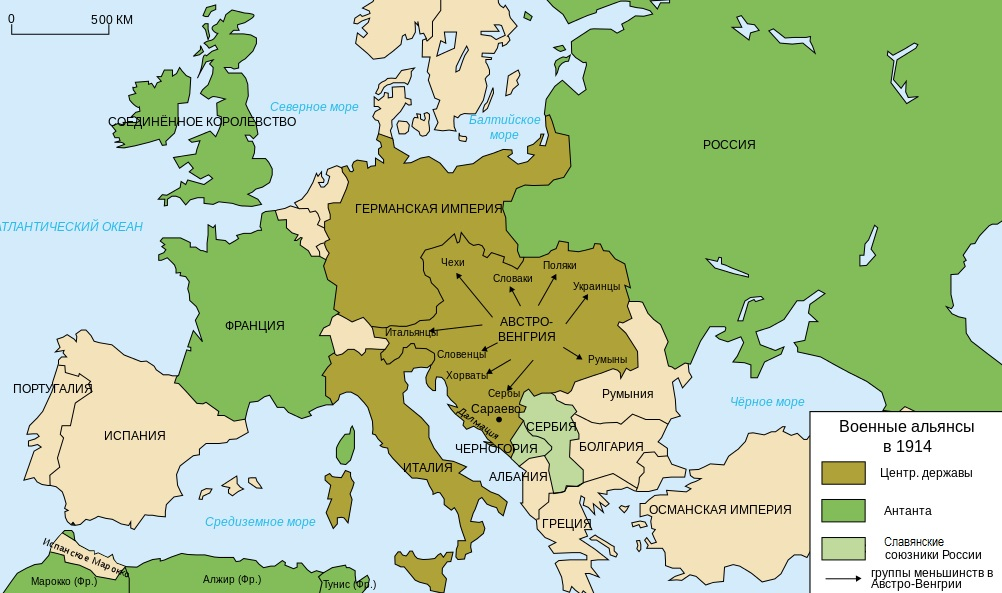 0 500 КМ
Северное море
СОЕДИНЁННОЕ КОРОЛЕВСТВО
Балтийское
море
РОССИЯ
АТЛАНТИЧЕСКИЙ ОКЕАН
ГЕРМАНСКАЯ ИМПЕРИЯ
Чехи
Словаки
Поляки
Украинцы
ФРАНЦИЯ
АВСТРО-
ВЕНГРИЯ
Итальянцы
Словенцы
Румыны
Хорваты
Сербы
Румыния
Сараево
Далмация
ПОРТУГАЛИЯ
ИСПАНИЯ
Чёрное море
СЕРБИЯ
ЧЕРНОГОРИЯ
БОЛГАРИЯ
ИТАЛИЯ
АЛБАНИЯ
ГРЕЦИЯ
ОСМАНСКАЯ ИМПЕРИЯ
Средиземное море
Испанское Марокко
Марокко (Фр.)
Алжир (Фр.)
Тунис (Фр.)
Военные альянсы
в 1914
Центр. державы
Антанта
Славянские
союзники России
группы меньшинств в
Австро-Венгрии